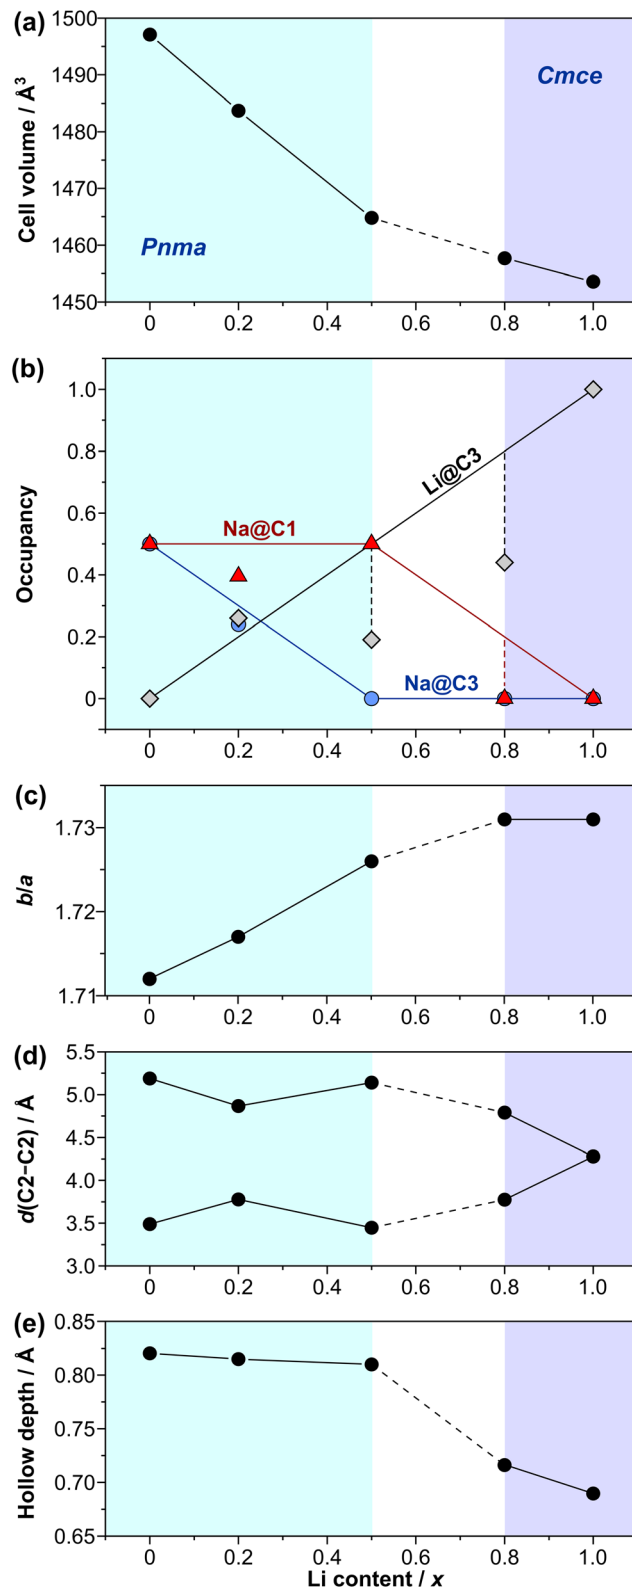 (a)
1500
1490
1480
1470
1460
1450
Cell volume / Å³
Pnma
Cmce
0 0.2 0.4 0.6 0.8 1.0
(b)
1.0
0.8
0.6
0.4
0.2
0
Occupancy
Li@C3
Na@C1
Na@C3
0 0.2 0.4 0.6 0.8 1.0
(c)
1.73
1.72
1.71
b/a
0 0.2 0.4 0.6 0.8 1.0
(d)
5.5
5.0
4.5
4.0
3.5
3.0
d(C2−C2) / Å
0 0.2 0.4 0.6 0.8 1.0
(e)
0.85
0.80
0.75
0.70
0.65
Hollow depth / Å
0 0.2 0.4 0.6 0.8 1.0
Li content / x